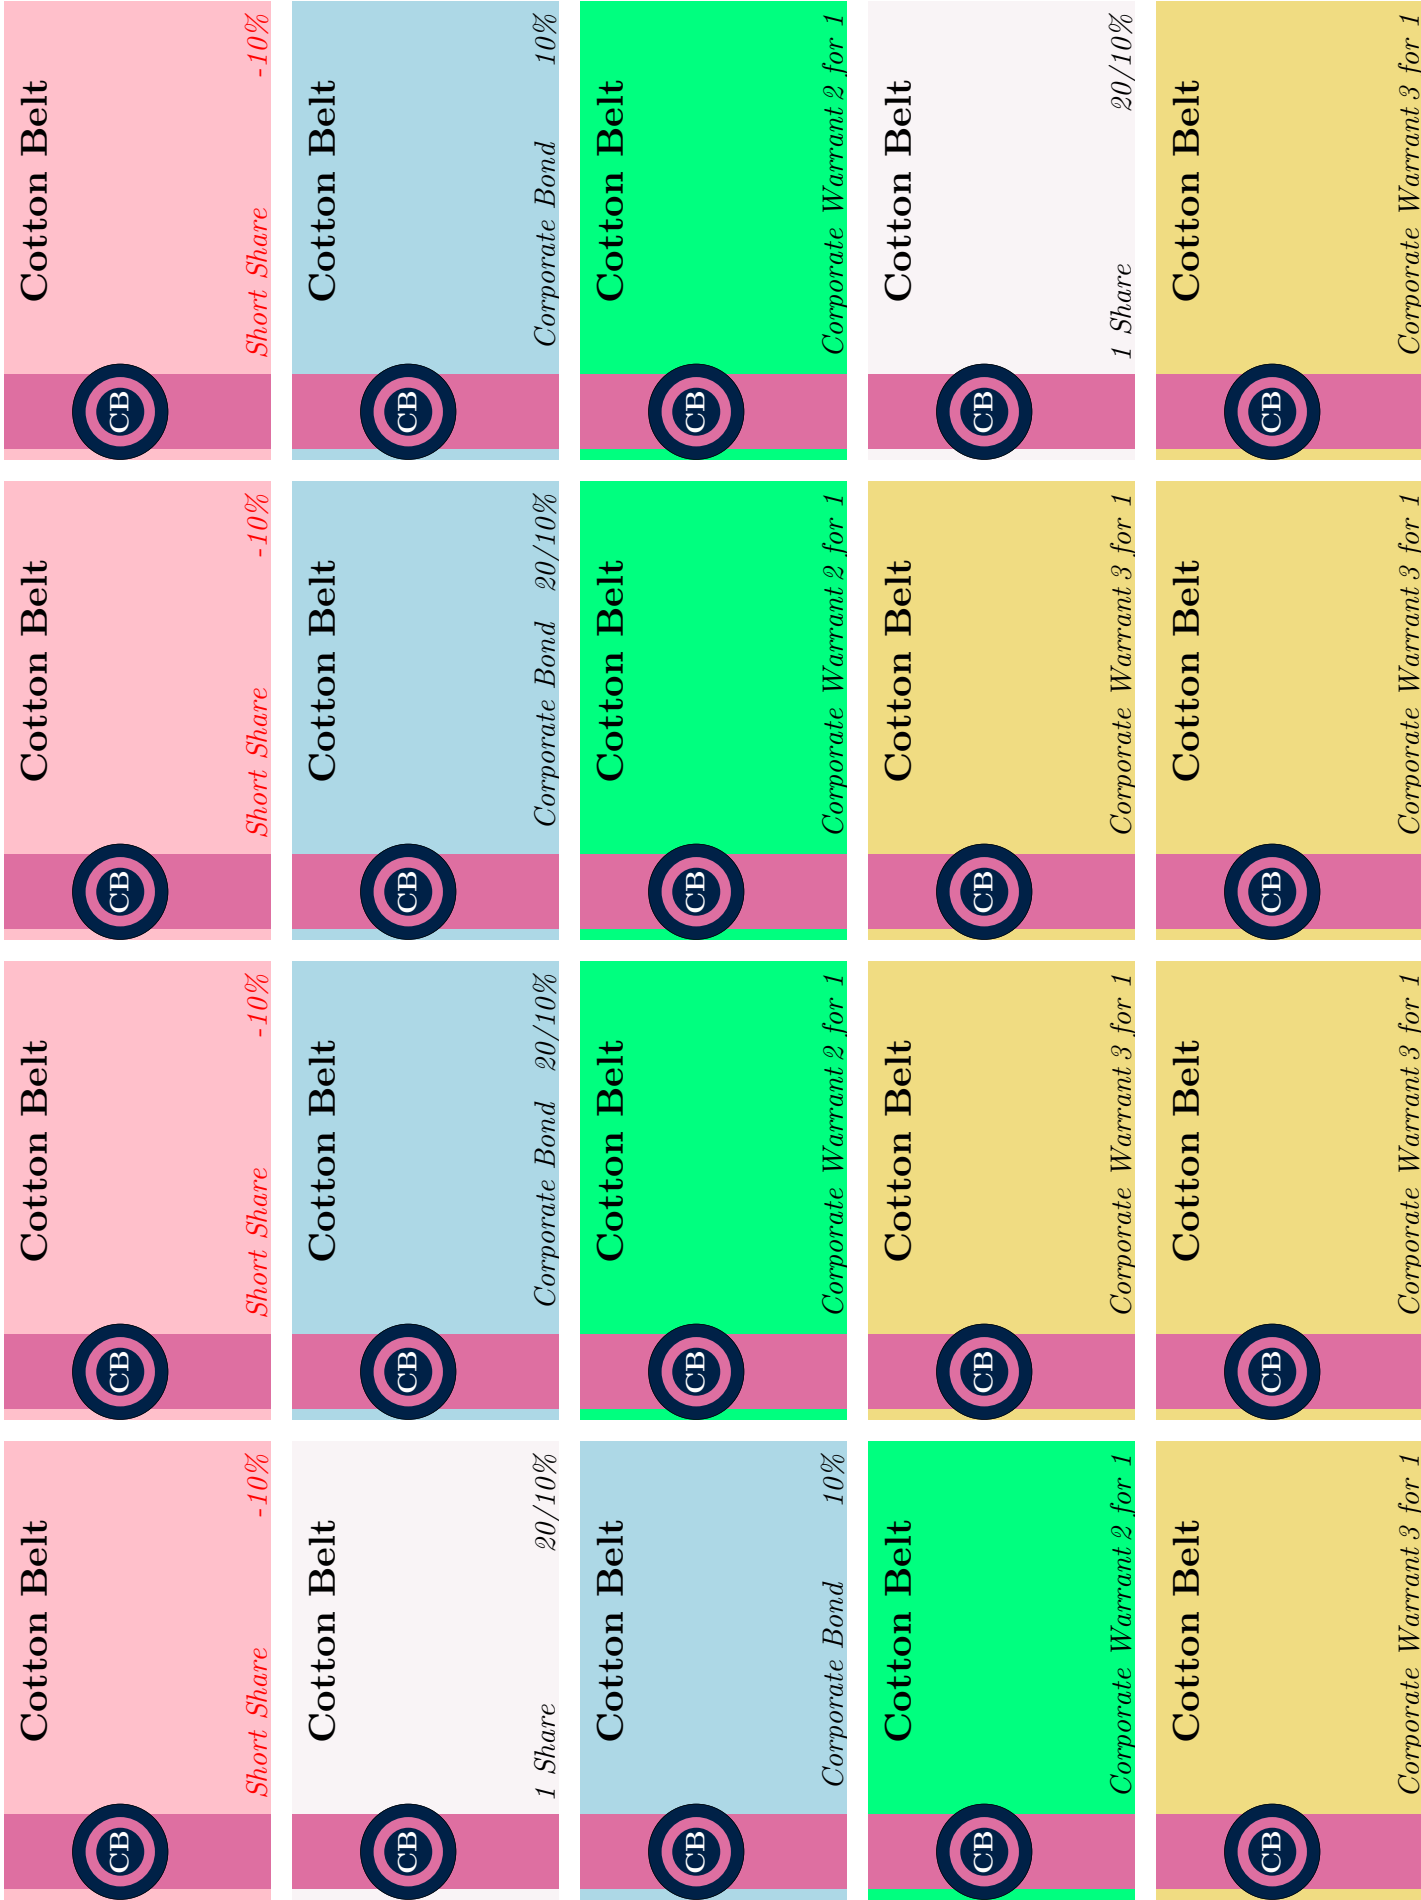 Cotton Belt
CB
Short Share -10%
Cotton Belt
CB
Short Share -10%
Cotton Belt
CB
Short Share -10%
Cotton Belt
CB
Short Share -10%
Cotton Belt
CB
1 Share 20/10%
Cotton Belt
CB
Corporate Bond 20/10%
Cotton Belt
CB
Corporate Bond 20/10%
Cotton Belt
CB
Corporate Bond 10%
Cotton Belt
CB
Corporate Bond 10%
Cotton Belt
CB
Corporate Warrant 2 for 1
Cotton Belt
CB
Corporate Warrant 2 for 1
Cotton Belt
CB
Corporate Warrant 2 for 1
Cotton Belt
CB
Corporate Warrant 2 for 1
Cotton Belt
CB
Corporate Warrant 3 for 1
Cotton Belt
CB
Corporate Warrant 3 for 1
Cotton Belt
CB
1 Share 20/10%
Cotton Belt
CB
Corporate Warrant 3 for 1
Cotton Belt
CB
Corporate Warrant 3 for 1
Cotton Belt
CB
Corporate Warrant 3 for 1
Cotton Belt
CB
Corporate Warrant 3 for 1